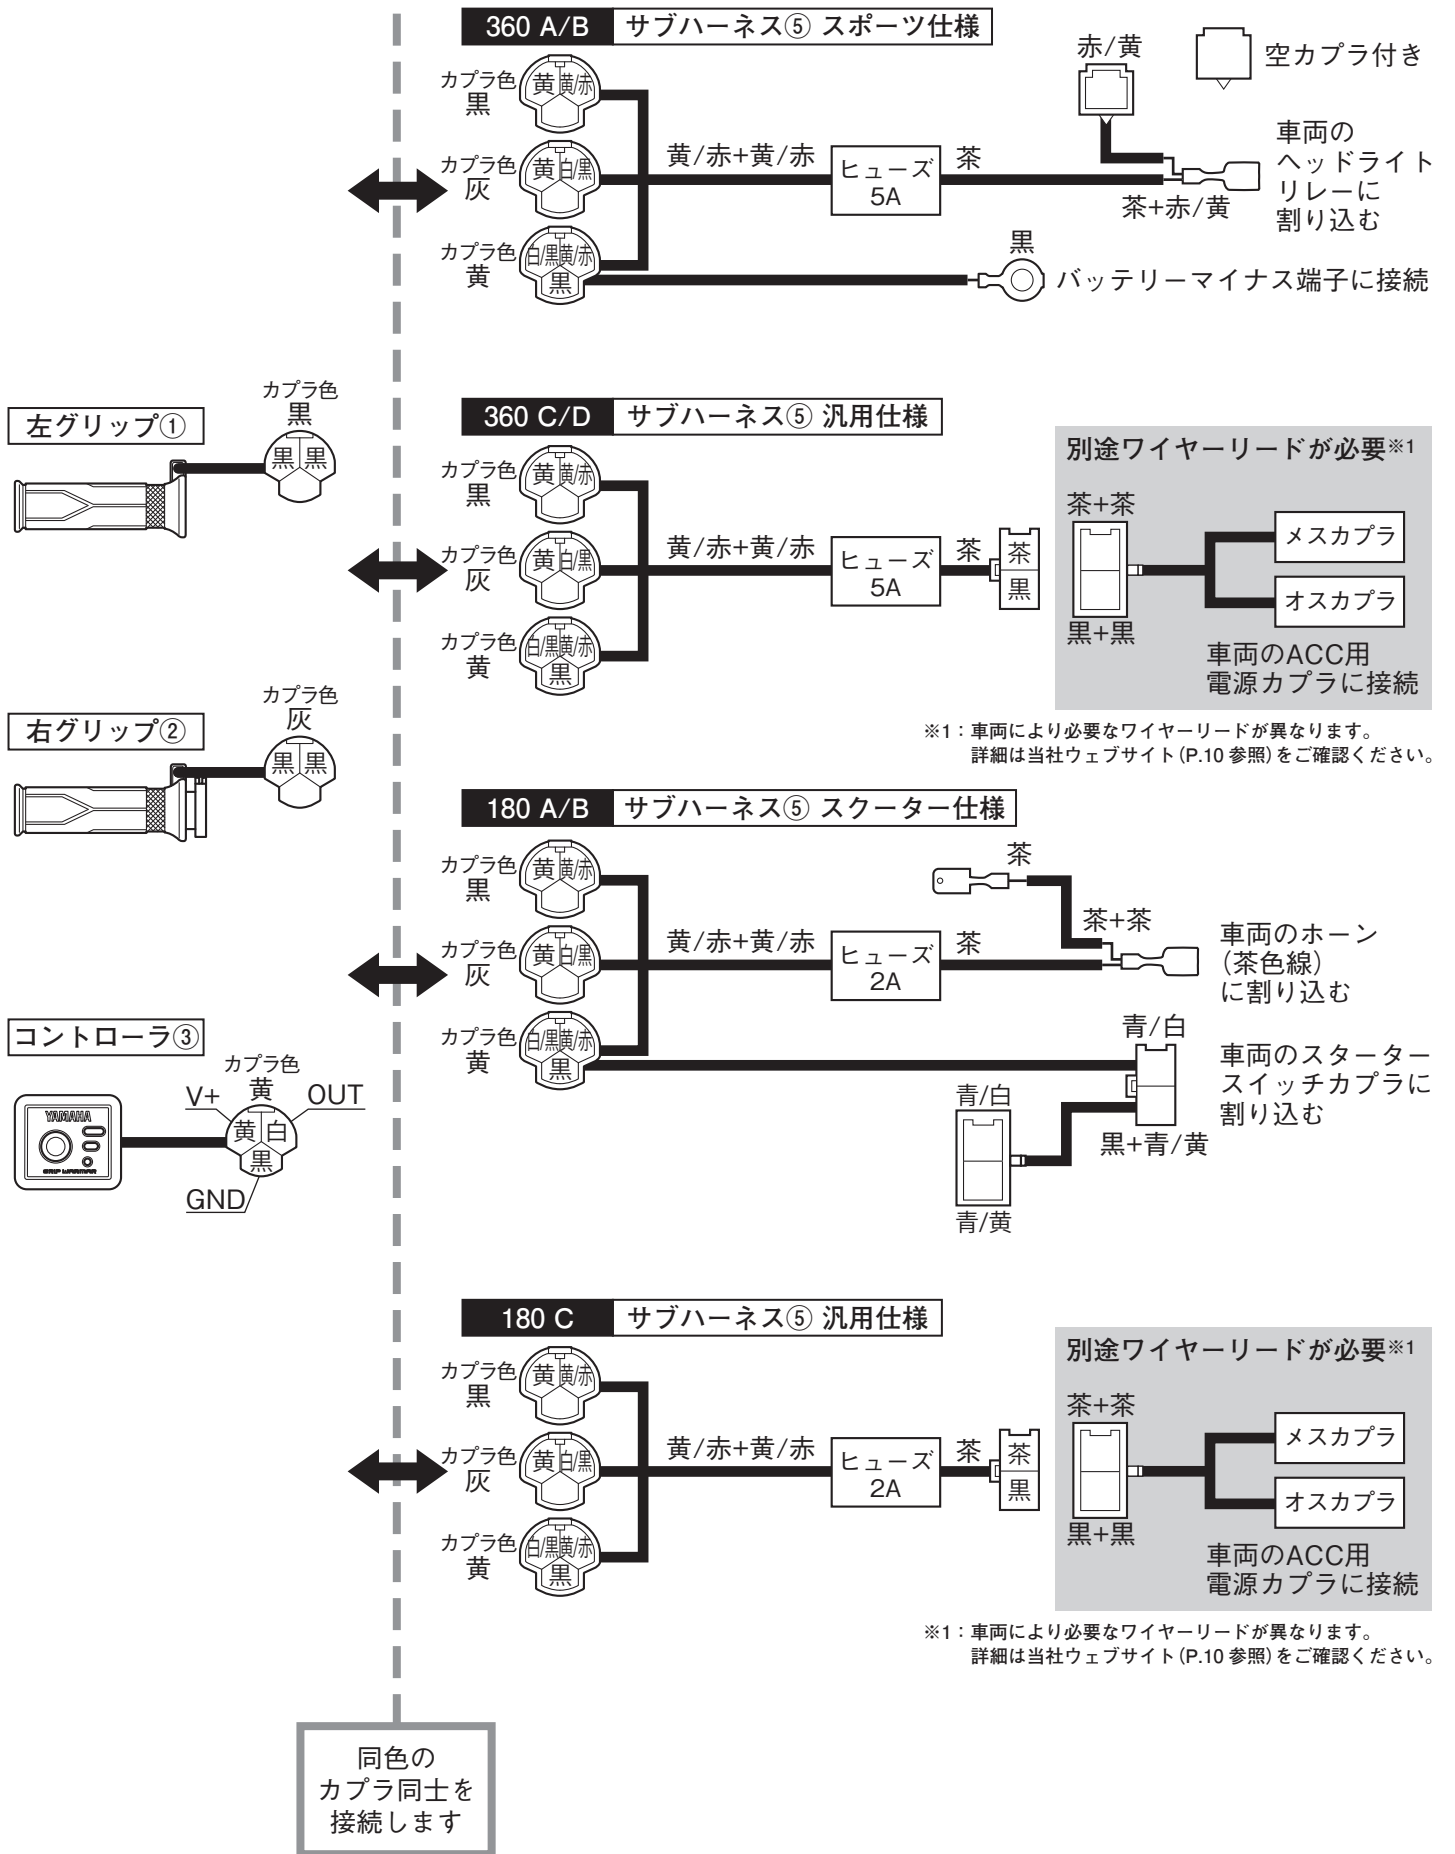 360 A/B サブハーネス⑤ スポーツ仕様
カプラ色
黒
黄 黄/赤
カプラ色
灰
黄 白/黒
カプラ色
黄
白/黒 黄/赤
黒
黄/赤+黄/赤
ヒューズ
5A
茶
赤/黄
空カプラ付き
茶+赤/黄
車両の
ヘッドライト
リレーに
割り込む
黒
バッテリーマイナス端子に接続
左グリップ①
カプラ色
黒
黒 黒
右グリップ②
カプラ色
灰
黒 黒
コントローラ③
カプラ色
黄
V+
OUT
黄 白
黒
GND
YAMAHA
GRIP WARMAR
360 C/D サブハーネス⑤ 汎用仕様
カプラ色
黒
黄 黄/赤
カプラ色
灰
黄 白/黒
カプラ色
黄
白/黒 黄/赤
黒
黄/赤+黄/赤
ヒューズ
5A
茶
茶
黒
別途ワイヤーリードが必要※1
茶+茶
黒+黒
メスカプラ
オスカプラ
車両のACC用
電源カプラに接続
※1：車両により必要なワイヤーリードが異なります。
詳細は当社ウェブサイト(P.10 参照)をご確認ください。
180 A/B サブハーネス⑤ スクーター仕様
カプラ色
黒
黄 黄/赤
カプラ色
灰
黄 白/黒
カプラ色
黄
白/黒 黄/赤
黒
黄/赤+黄/赤
ヒューズ
2A
茶
茶
茶+茶
車両のホーン
(茶色線)
に割り込む
青/白
青/白
黒+青/黄
青/黄
車両のスターター
スイッチカプラに
割り込む
180 C サブハーネス⑤ 汎用仕様
カプラ色
黒
黄 黄/赤
カプラ色
灰
黄 白/黒
カプラ色
黄
白/黒 黄/赤
黒
黄/赤+黄/赤
ヒューズ
2A
茶
茶
黒
別途ワイヤーリードが必要※1
茶+茶
黒+黒
メスカプラ
オスカプラ
車両のACC用
電源カプラに接続
※1：車両により必要なワイヤーリードが異なります。
詳細は当社ウェブサイト(P.10 参照)をご確認ください。
同色の
カプラ同士を
接続します